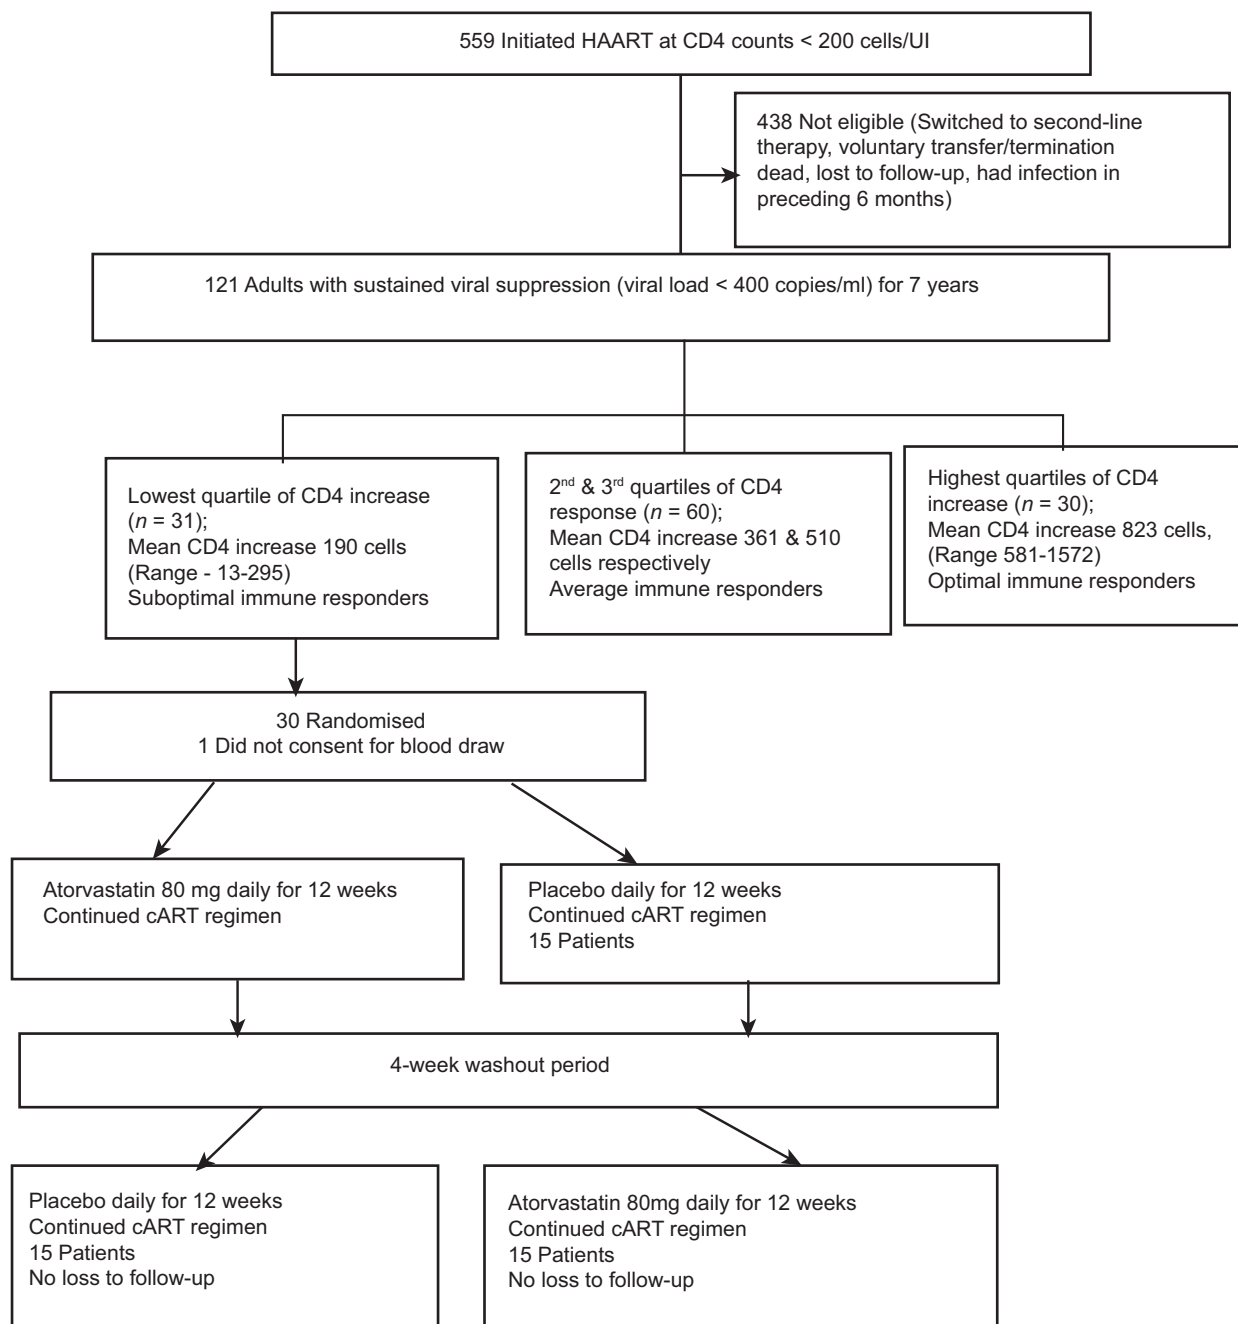 559 Initiated HAART at CD4 counts < 200 cells/UI
438 Not eligible (Switched to second-line
therapy, voluntary transfer/termination
dead, lost to follow-up, had infection in
preceding 6 months)
121 Adults with sustained viral suppression (viral load < 400 copies/ml) for 7 years
Lowest quartile of CD4 increase
(n = 31);
Mean CD4 increase 190 cells
(Range - 13-295)
Suboptimal immune responders
2nd & 3rd quartiles of CD4
response (n = 60);
Mean CD4 increase 361 & 510
cells respectively
Average immune responders
Highest quartiles of CD4
increase (n = 30);
Mean CD4 increase 823 cells,
(Range 581-1572)
Optimal immune responders
30 Randomised
1 Did not consent for blood draw
Atorvastatin 80 mg daily for 12 weeks
Continued cART regimen
Placebo daily for 12 weeks
Continued cART regimen
15 Patients
4-week washout period
Placebo daily for 12 weeks
Continued cART regimen
15 Patients
No loss to follow-up
Atorvastatin 80mg daily for 12 weeks
Continued cART regimen
15 Patients
No loss to follow-up